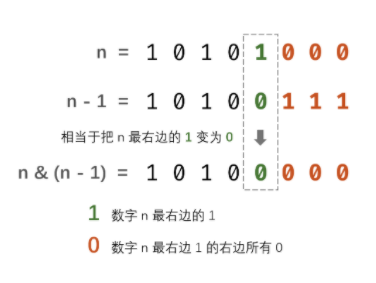 n = 1 0 1 0 1 0 0 0
n - 1 = 1 0 1 0 0 1 1 1
相当于把 n 最右边的 1 变为 0
n & (n - 1) = 1 0 1 0 0 0 0 0
1 数字 n 最右边的 1
0 数字 n 最右边 1 的右边所有 0